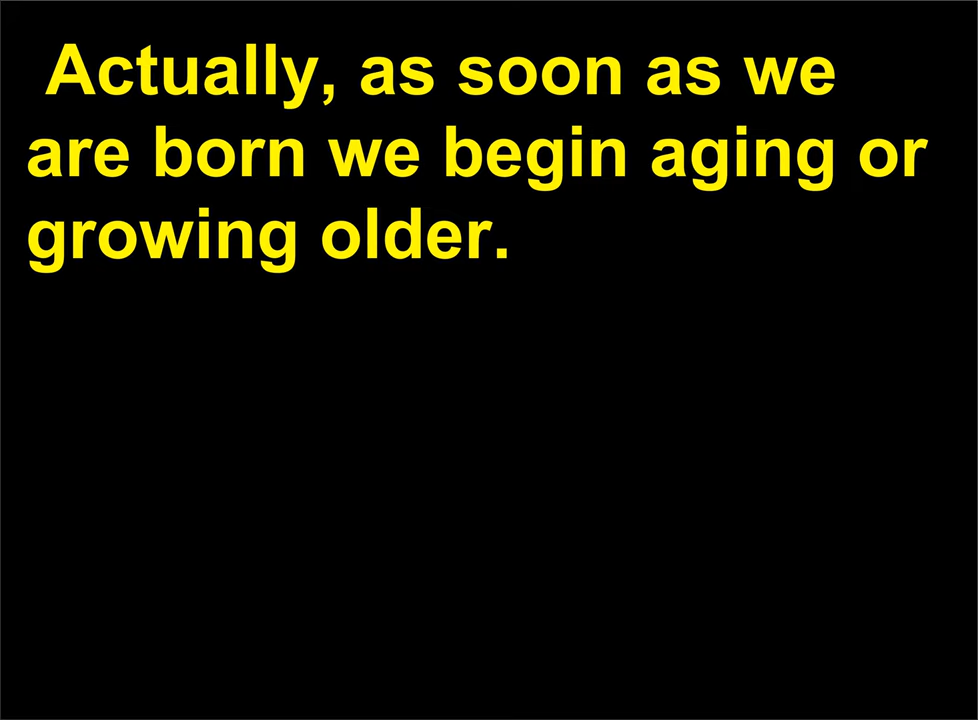 Actually, as soon as we
are born we begin aging or
growing older.